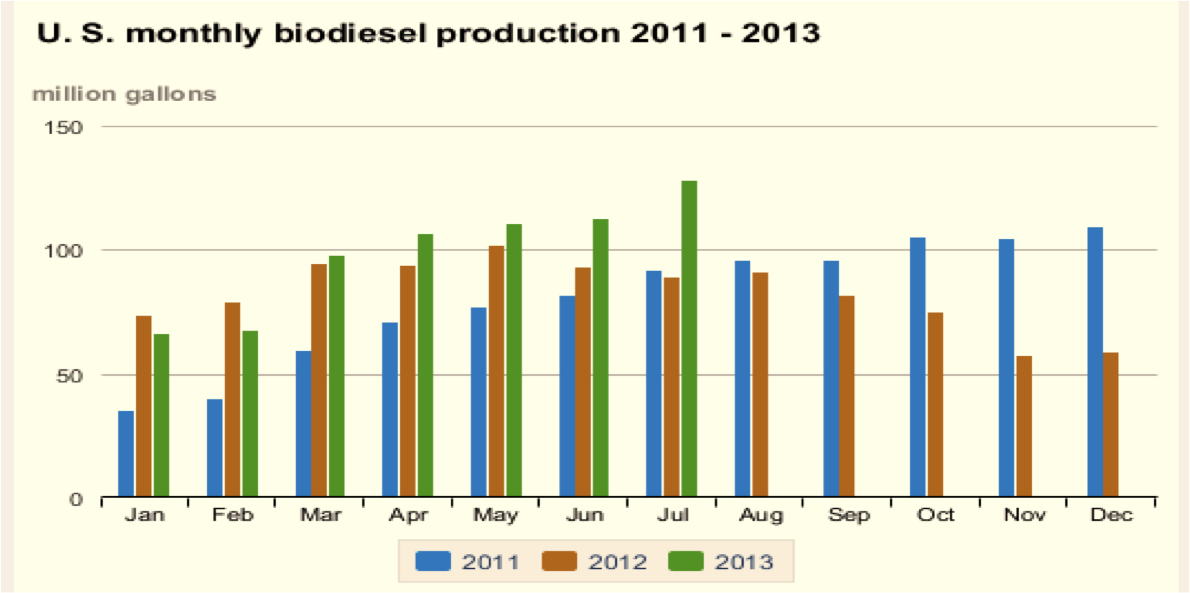 U. S. monthly biodiesel production 2011 - 2013
million gallons
150
100
50
0
Jan Feb Mar Apr May Jun Jul Aug Sep Oct Nov Dec
2011 2012 2013